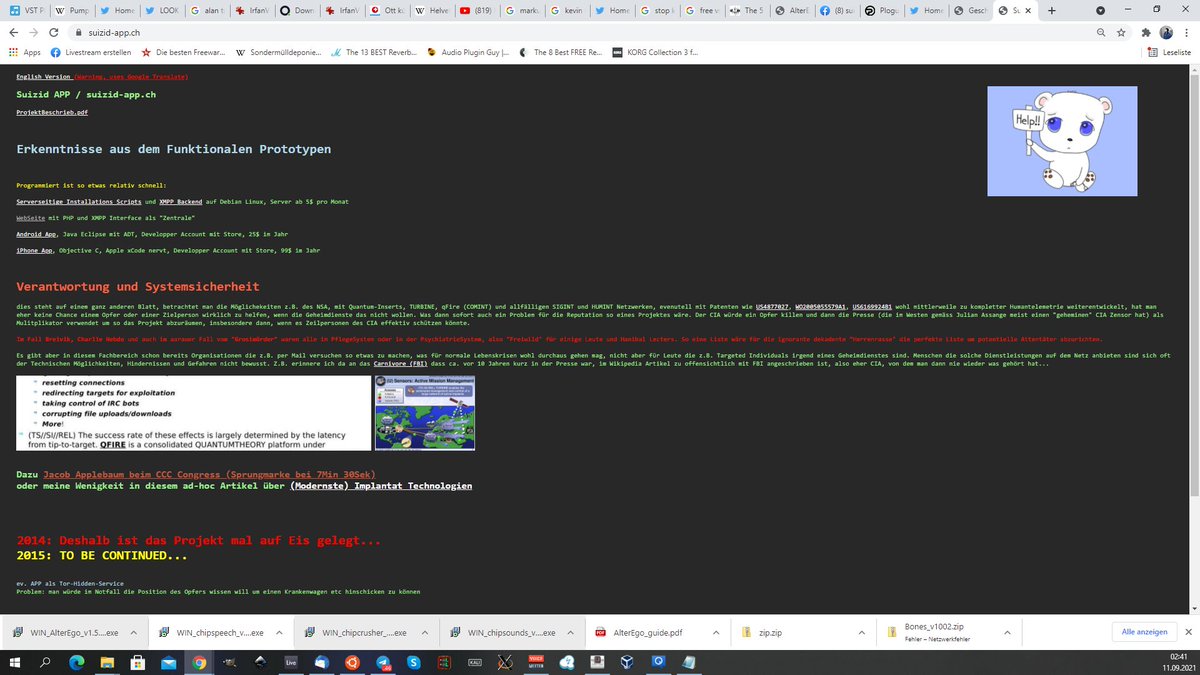 VST P
Pump
Home
LOOK
alan t
IrfanV
Down
IrfanV
Ott ku
Helve
(819)
mark
kevin
Home
stop k
free v
The 5
AlterE
(8) su
Plogu
Home
Gesch
Su
suizid-app.ch
Apps
Livestream erstellen
Die besten Freewar...
Sondermülldeponie...
The 13 BEST Reverb...
Audio Plugin Guy |...
The 8 Best FREE Re...
KORG Collection 3 f...
Leseliste
English Version (Warning, uses Google Translate)
Suizid APP / suizid-app.ch
ProjektBeschrieb.pdf
Help!!
Erkenntnisse aus dem Funktionalen Prototypen
Programmiert ist so etwas relativ schnell:
Serverseitige Installations Scripts und XMPP Backend auf Debian Linux, Server ab 5$ pro Monat
WebSeite mit PHP und XMPP Interface als "Zentrale"
Android App, Java Eclipse mit ADT, Developper Account mit Store, 25$ im Jahr
iPhone App, Objective C, Apple xCode nervt, Developper Account mit Store, 99$ im Jahr
Verantwortung und Systemsicherheit
dies steht auf einem ganz anderen Blatt, betrachtet man die Möglichekeiten z.B. des NSA, mit Quantum-Inserts, TURBINE, qFire (COMINT) und allfälligen SIGINT und HUMINT Netzwerken, evenutell mit Patenten wie US4877027, WO2005055579A1, US6169924B1 wohl mittlerweile zu kompletter Humantelemetrie weiterentwickelt, hat man
eher keine Chance einem Opfer oder einer Zielperson wirklich zu helfen, wenn die Geheimdienste das nicht wollen. Was dann sofort auch ein Problem für die Reputation so eines Projektes wäre. Der CIA würde ein Opfer killen und dann die Presse (die im Westen gemäss Julian Assange meist einen "geheminen" CIA Zensor hat) als
Mulitplikator verwendet um so das Projekt abzuräumen, insbesondere dann, wenn es Zeilpersonen des CIA effektiv schützen könnte.
Im Fall Breivik, Charlie Hebdo und auch im aarauer Fall vom "Grostmörder" waren alle in PflegeSystem oder in der PsychiatrieSystem, also "Freiwild" für einige Leute und Hanibal Lecters. So eine Liste wäre für die ignorante dekadente "Herrenrasse" die perfekte Liste um potentielle Attentäter abzurichten.
Es gibt aber in diesem Fachbereich schon bereits Organisationen die z.B. per Mail versuchen so etwas zu machen, was für normale Lebenskrisen wohl durchaus gehen mag, nicht aber für Leute die z.B. Targeted Individuals irgend eines Geheimdienstes sind. Menschen die solche Dienstleistungen auf dem Netz anbieten sind sich oft
der Technischen Möglichkeiten, Hindernissen und Gefahren nicht bewusst. Z.B. erinnere ich da an das Carnivore (FBI) dass ca. vor 10 Jahren kurz in der Presse war, im Wikipedia Artikel zu offensichtlich mit FBI angeschrieben ist, also eher CIA, von dem man dann nie wieder was gehört hat...
resetting connections
redirecting targets for exploitation
taking control of IRC bots
corrupting file uploads/downloads
More!
(TS//SI//REL) The success rate of these effects is largely determined by the latency
from tip-to-target. QFIRE is a consolidated QUANTUMTHEORY platform under
Sensors: Active Mission Management
Dazu Jacob Applebaum beim CCC Congress (Sprungmarke bei 7Min 30Sek)
oder meine Wenigkeit in diesem ad-hoc Artikel über (Modernste) Implantat Technologien
2014: Deshalb ist das Projekt mal auf Eis gelegt...
2015: TO BE CONTINUED...
ev. APP als Tor-Hidden-Service
Problem: man würde im Notfall die Position des Opfers wissen will um einen Krankenwagen etc hinschicken zu können
WIN_AlterEgo_v1.5....exe
WIN_chipspeech_v....exe
WIN_chipcrusher_....exe
WIN_chipsounds_v....exe
AlterEgo_guide.pdf
zip.zip
Bones_v1002.zip
Fehler – Netzwerkfehler
Alle anzeigen
Live
02:41
11.09.2021